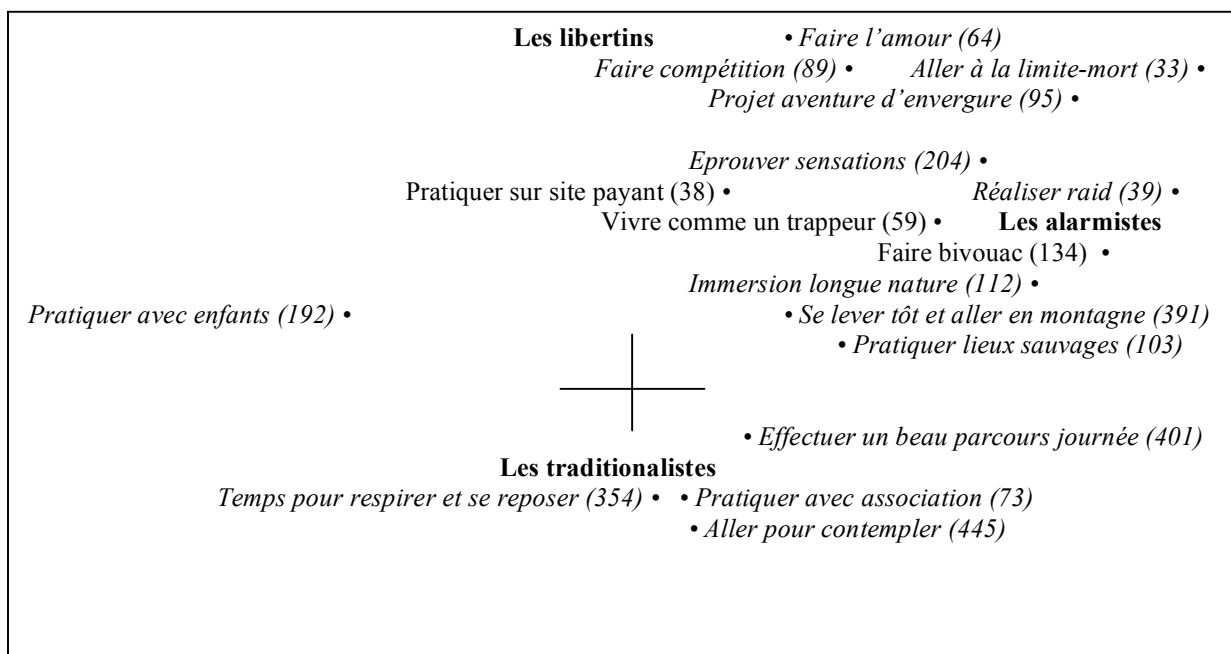 Les libertins • Faire l’amour (64)
Faire compétition (89) • Aller à la limite-mort (33) •
Projet aventure d’envergure (95) •
Eprouver sensations (204) •
Pratiquer sur site payant (38) • Réaliser raid (39) •
Vivre comme un trappeur (59) • Les alarmistes
Faire bivouac (134) •
Immersion longue nature (112) •
Pratiquer avec enfants (192) • • Se lever tôt et aller en montagne (391)
• Pratiquer lieux sauvages (103)
• Effectuer un beau parcours journée (401)
Les traditionalistes
Temps pour respirer et se reposer (354) • • Pratiquer avec association (73)
• Aller pour contempler (445)